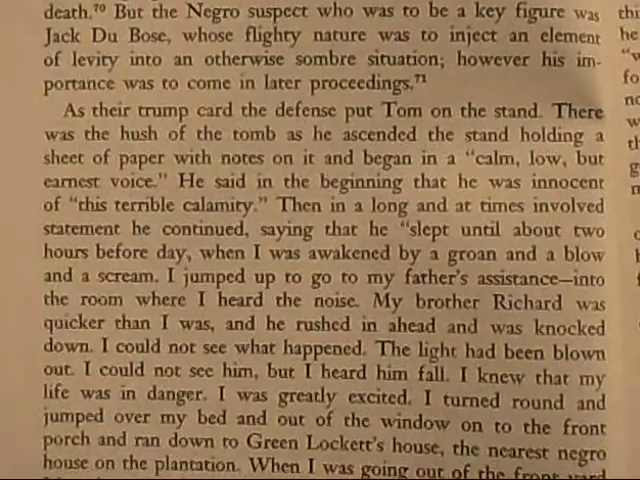 death.⁷⁰ But the Negro suspect who was to be a key figure was
Jack Du Bose, whose flighty nature was to inject an element
of levity into an otherwise sombre situation; however his im-
portance was to come in later proceedings.⁷¹
As their trump card the defense put Tom on the stand. There
was the hush of the tomb as he ascended the stand holding a
sheet of paper with notes on it and began in a "calm, low, but
earnest voice." He said in the beginning that he was innocent
of "this terrible calamity." Then in a long and at times involved
statement he continued, saying that he "slept until about two
hours before day, when I was awakened by a groan and a blow
and a scream. I jumped up to go to my father's assistance—into
the room where I heard the noise. My brother Richard was
quicker than I was, and he rushed in ahead and was knocked
down. I could not see what happened. The light had been blown
out. I could not see him, but I heard him fall. I knew that my
life was in danger. I was greatly excited. I turned round and
jumped over my bed and out of the window on to the front
porch and ran down to Green Lockett's house, the nearest negro
house on the plantation. When I was going out of the front yard